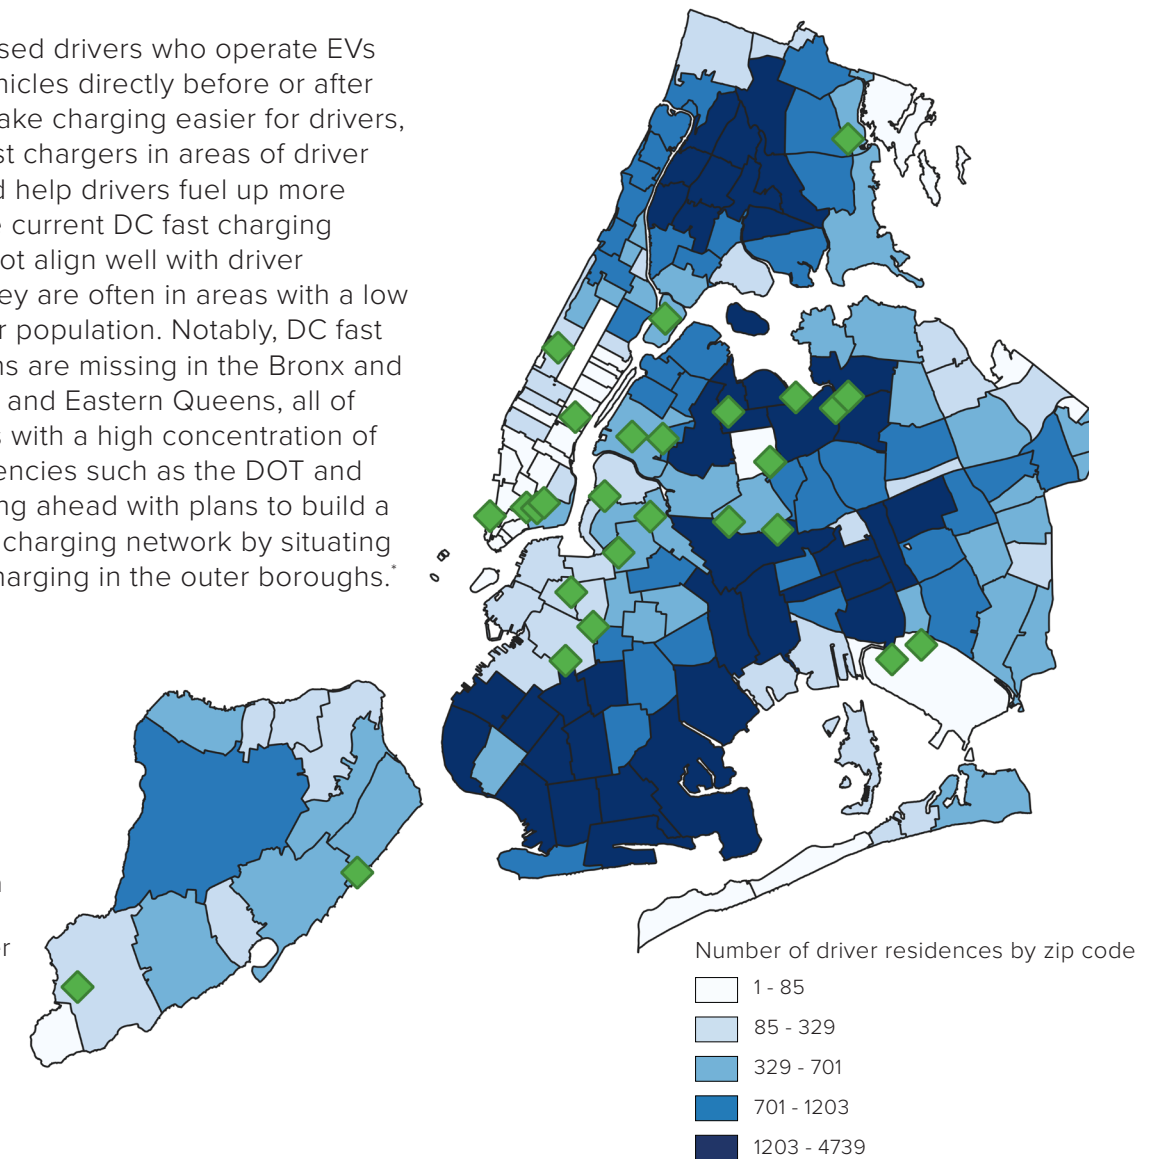 sed drivers who operate EVs
hicles directly before or after
ake charging easier for drivers,
st chargers in areas of driver
d help drivers fuel up more
e current DC fast charging
ot align well with driver
ey are often in areas with a low
r population. Notably, DC fast
ns are missing in the Bronx and
and Eastern Queens, all of
s with a high concentration of
encies such as the DOT and
ng ahead with plans to build a
charging network by situating
harging in the outer boroughs.*
er
Number of driver residences by zip code
1 - 85
85 - 329
329 - 701
701 - 1203
1203 - 4739